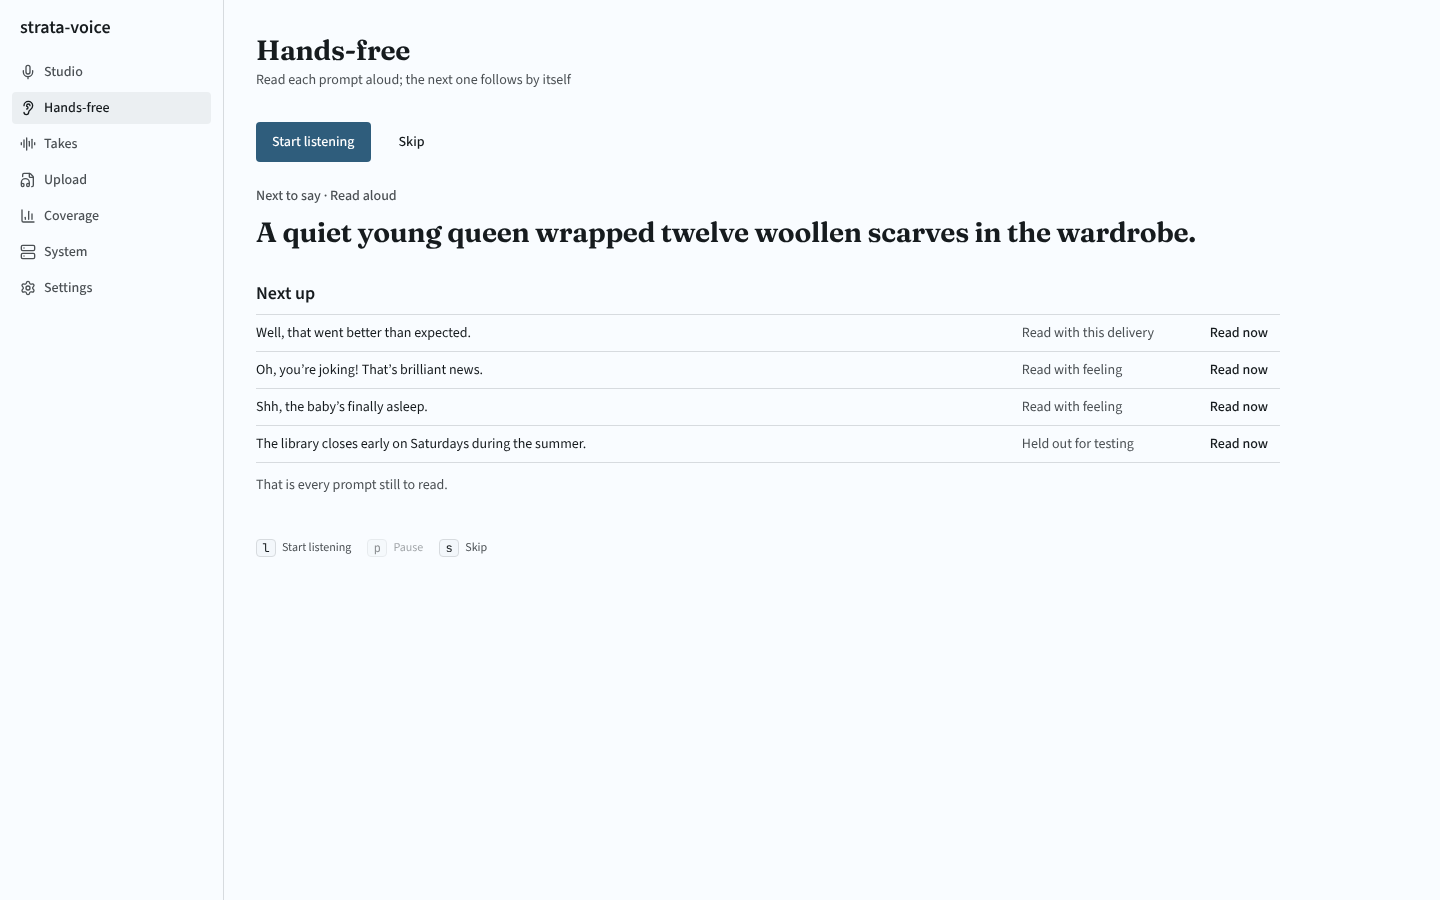 strata-voice
Studio
Hands-free
Takes
Upload
Coverage
System
Settings
Hands-free
Read each prompt aloud; the next one follows by itself
Start listening Skip
Next to say · Read aloud
A quiet young queen wrapped twelve woollen scarves in the wardrobe.
Next up
Well, that went better than expected. Read with this delivery Read now
Oh, you’re joking! That’s brilliant news. Read with feeling Read now
Shh, the baby’s finally asleep. Read with feeling Read now
The library closes early on Saturdays during the summer. Held out for testing Read now
That is every prompt still to read.
l Start listening p Pause s Skip